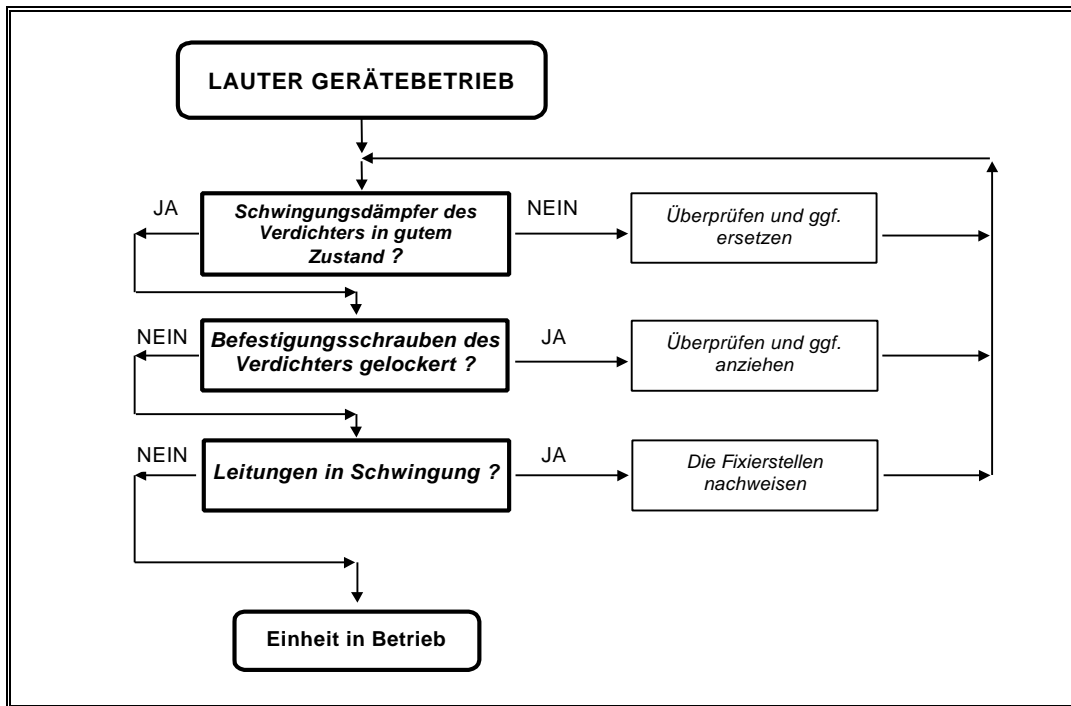 LAUTER GERÄTEBETRIEB
JA
Schwingungsdämpfer des
Verdichters in gutem
Zustand ?
NEIN
Überprüfen und ggf.
ersetzen
NEIN
Befestigungsschrauben des
Verdichters gelockert ?
JA
Überprüfen und ggf.
anziehen
NEIN
Leitungen in Schwingung ?
JA
Die Fixierstellen
nachweisen
Einheit in Betrieb